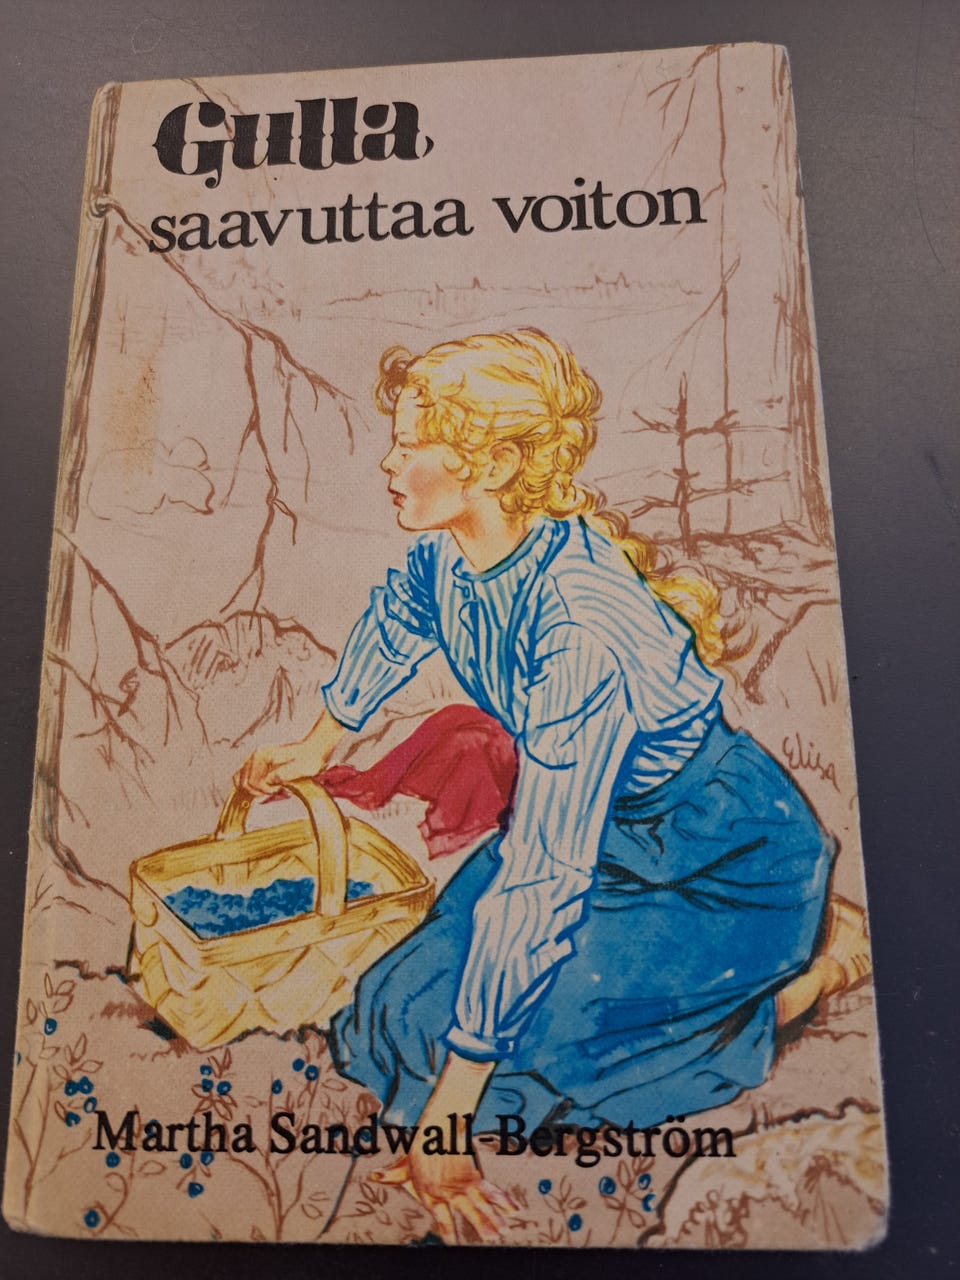 Gulla
saavuttaa voiton
Elisa
Martha Sandwall-Bergström